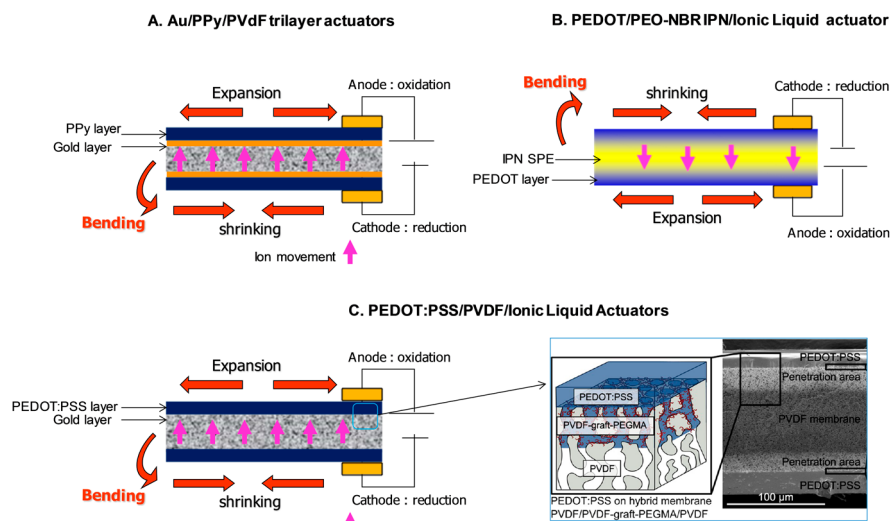 A. Au/PPy/PVdF trilayer actuators
Expansion
Anode : oxidation
PPy layer
Gold layer
Bending
shrinking
Cathode : reduction
Ion movement
B. PEDOT/PEO-NBR IPN/Ionic Liquid actuator
Bending
shrinking
Cathode : reduction
IPN SPE
PEDOT layer
Expansion
Anode : oxidation
C. PEDOT:PSS/PVDF/Ionic Liquid Actuators
Expansion
Anode : oxidation
PEDOT:PSS layer
Gold layer
Bending
shrinking
Cathode : reduction
PEDOT:PSS
PVDF-graft-PEGMA
PVDF
PEDOT:PSS on hybrid membrane
PVDF/PVDF-graft-PEGMA/PVDF
PEDOT:PSS
Penetration area
PVDF membrane
Penetration area
PEDOT:PSS
100 µm